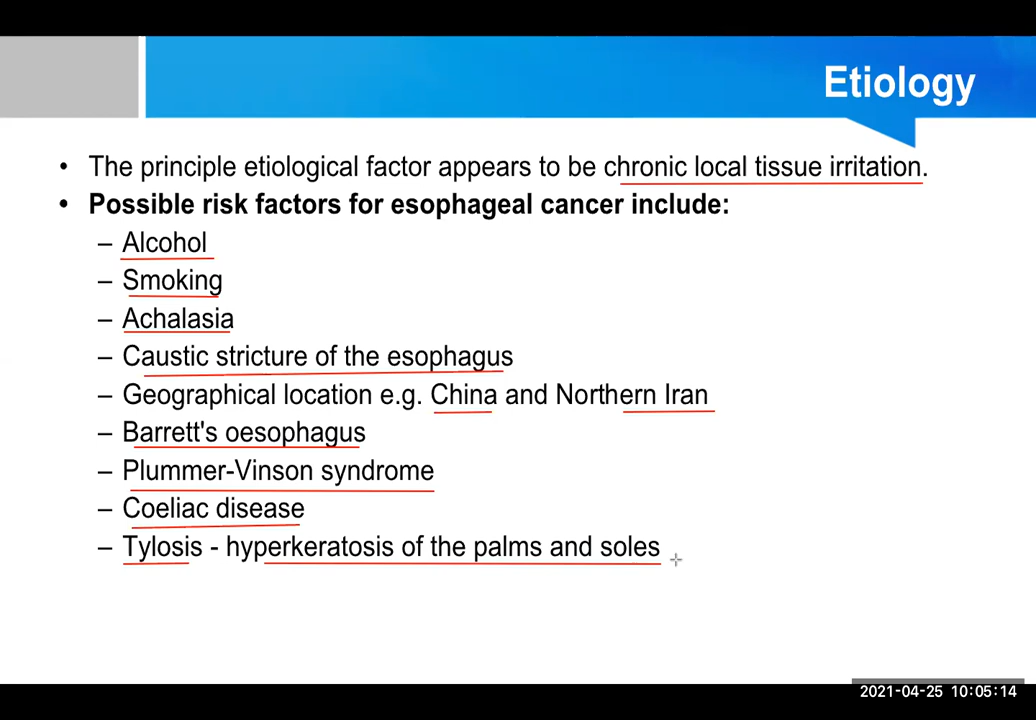 Etiology
• The principle etiological factor appears to be chronic local tissue irritation.
• Possible risk factors for esophageal cancer include:
– Alcohol
– Smoking
– Achalasia
– Caustic stricture of the esophagus
– Geographical location e.g. China and Northern Iran
– Barrett's oesophagus
– Plummer-Vinson syndrome
– Coeliac disease
– Tylosis - hyperkeratosis of the palms and soles
2021-04-25 10:05:14